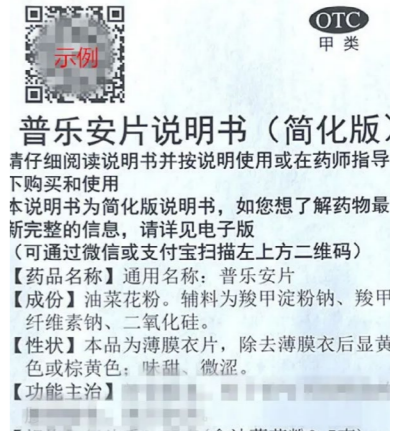 示例
OTC
甲类
普乐安片说明书（简化版）
请仔细阅读说明书并按说明使用或在药师指导
下购买和使用
本说明书为简化版说明书，如您想了解药物最
新完整的信息，请详见电子版
（可通过微信或支付宝扫描左上方二维码）
【药品名称】通用名称：普乐安片
【成份】油菜花粉。辅料为羧甲淀粉钠、羧甲
纤维素钠、二氧化硅。
【性状】本品为薄膜衣片，除去薄膜衣后显黄
色或棕黄色；味甜、微涩。
【功能主治】